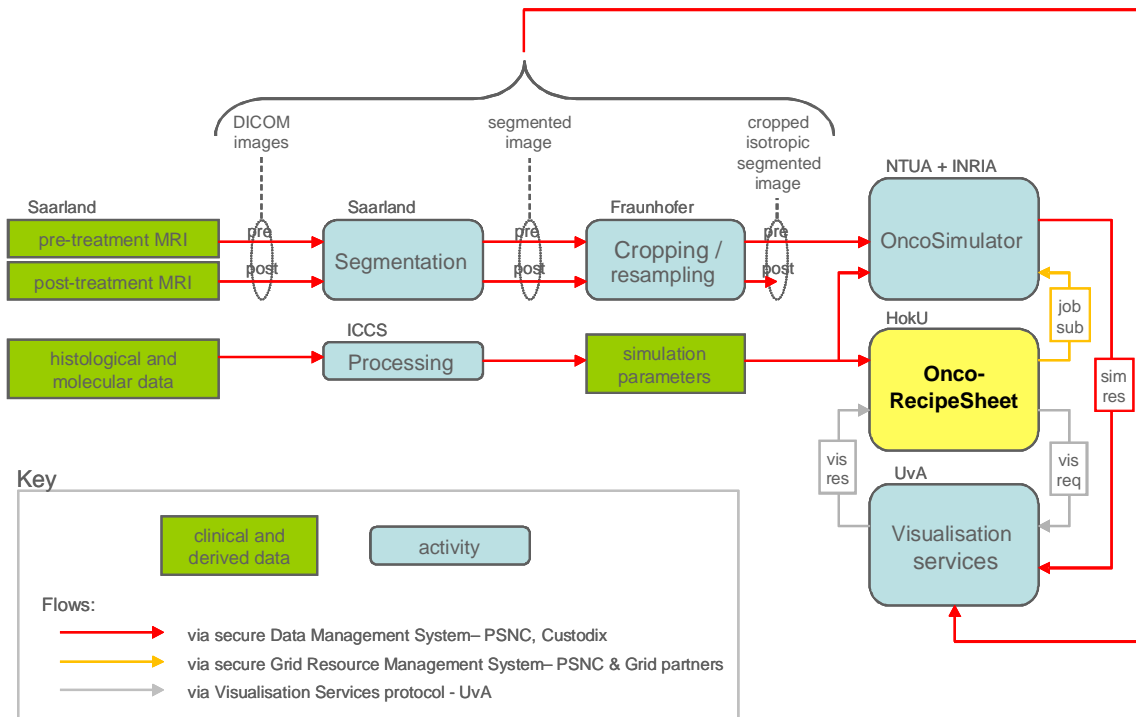 DICOM
images
segmented
image
cropped
isotropic
segmented
image
NTUA + INRIA
Saarland
Saarland
Fraunhofer
pre-treatment MRI
pre
Segmentation
pre
Cropping /
resampling
pre
OncoSimulator
post-treatment MRI
post
post
post
job
sub
HokU
ICCS
histological and
molecular data
Processing
simulation
parameters
Onco-
RecipeSheet
sim
res
vis
res
vis
req
UvA
Visualisation
services
Key
clinical and
derived data
activity
Flows:
via secure Data Management System– PSNC, Custodix
via secure Grid Resource Management System– PSNC & Grid partners
via Visualisation Services protocol - UvA